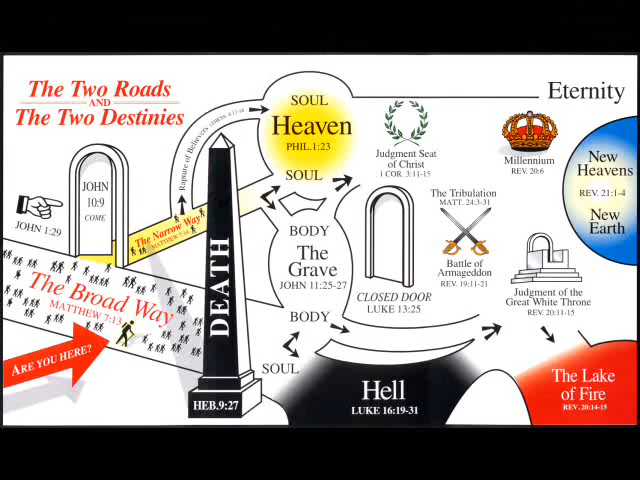 The Two Roads
AND
The Two Destinies
Eternity
SOUL
Heaven
PHIL.1:23
SOUL
Rapture of Believers
Judgment Seat
of Christ
1 COR. 3:11-15
Millennium
REV. 20:6
New
Heavens
REV. 21:1-4
New
Earth
JOHN
10:9
COME
JOHN 1:29
The Narrow Way
MATTHEW 7:14
The Broad Way
MATTHEW 7:13
ARE YOU HERE?
DEATH
HEB.9:27
BODY
The
Grave
JOHN 11:25-27
BODY
SOUL
CLOSED DOOR
LUKE 13:25
The Tribulation
MATT. 24:3-31
Battle of
Armageddon
REV. 19:11-21
Judgment of the
Great White Throne
REV. 20:11-15
Hell
LUKE 16:19-31
The Lake
of Fire
REV. 20:14-15